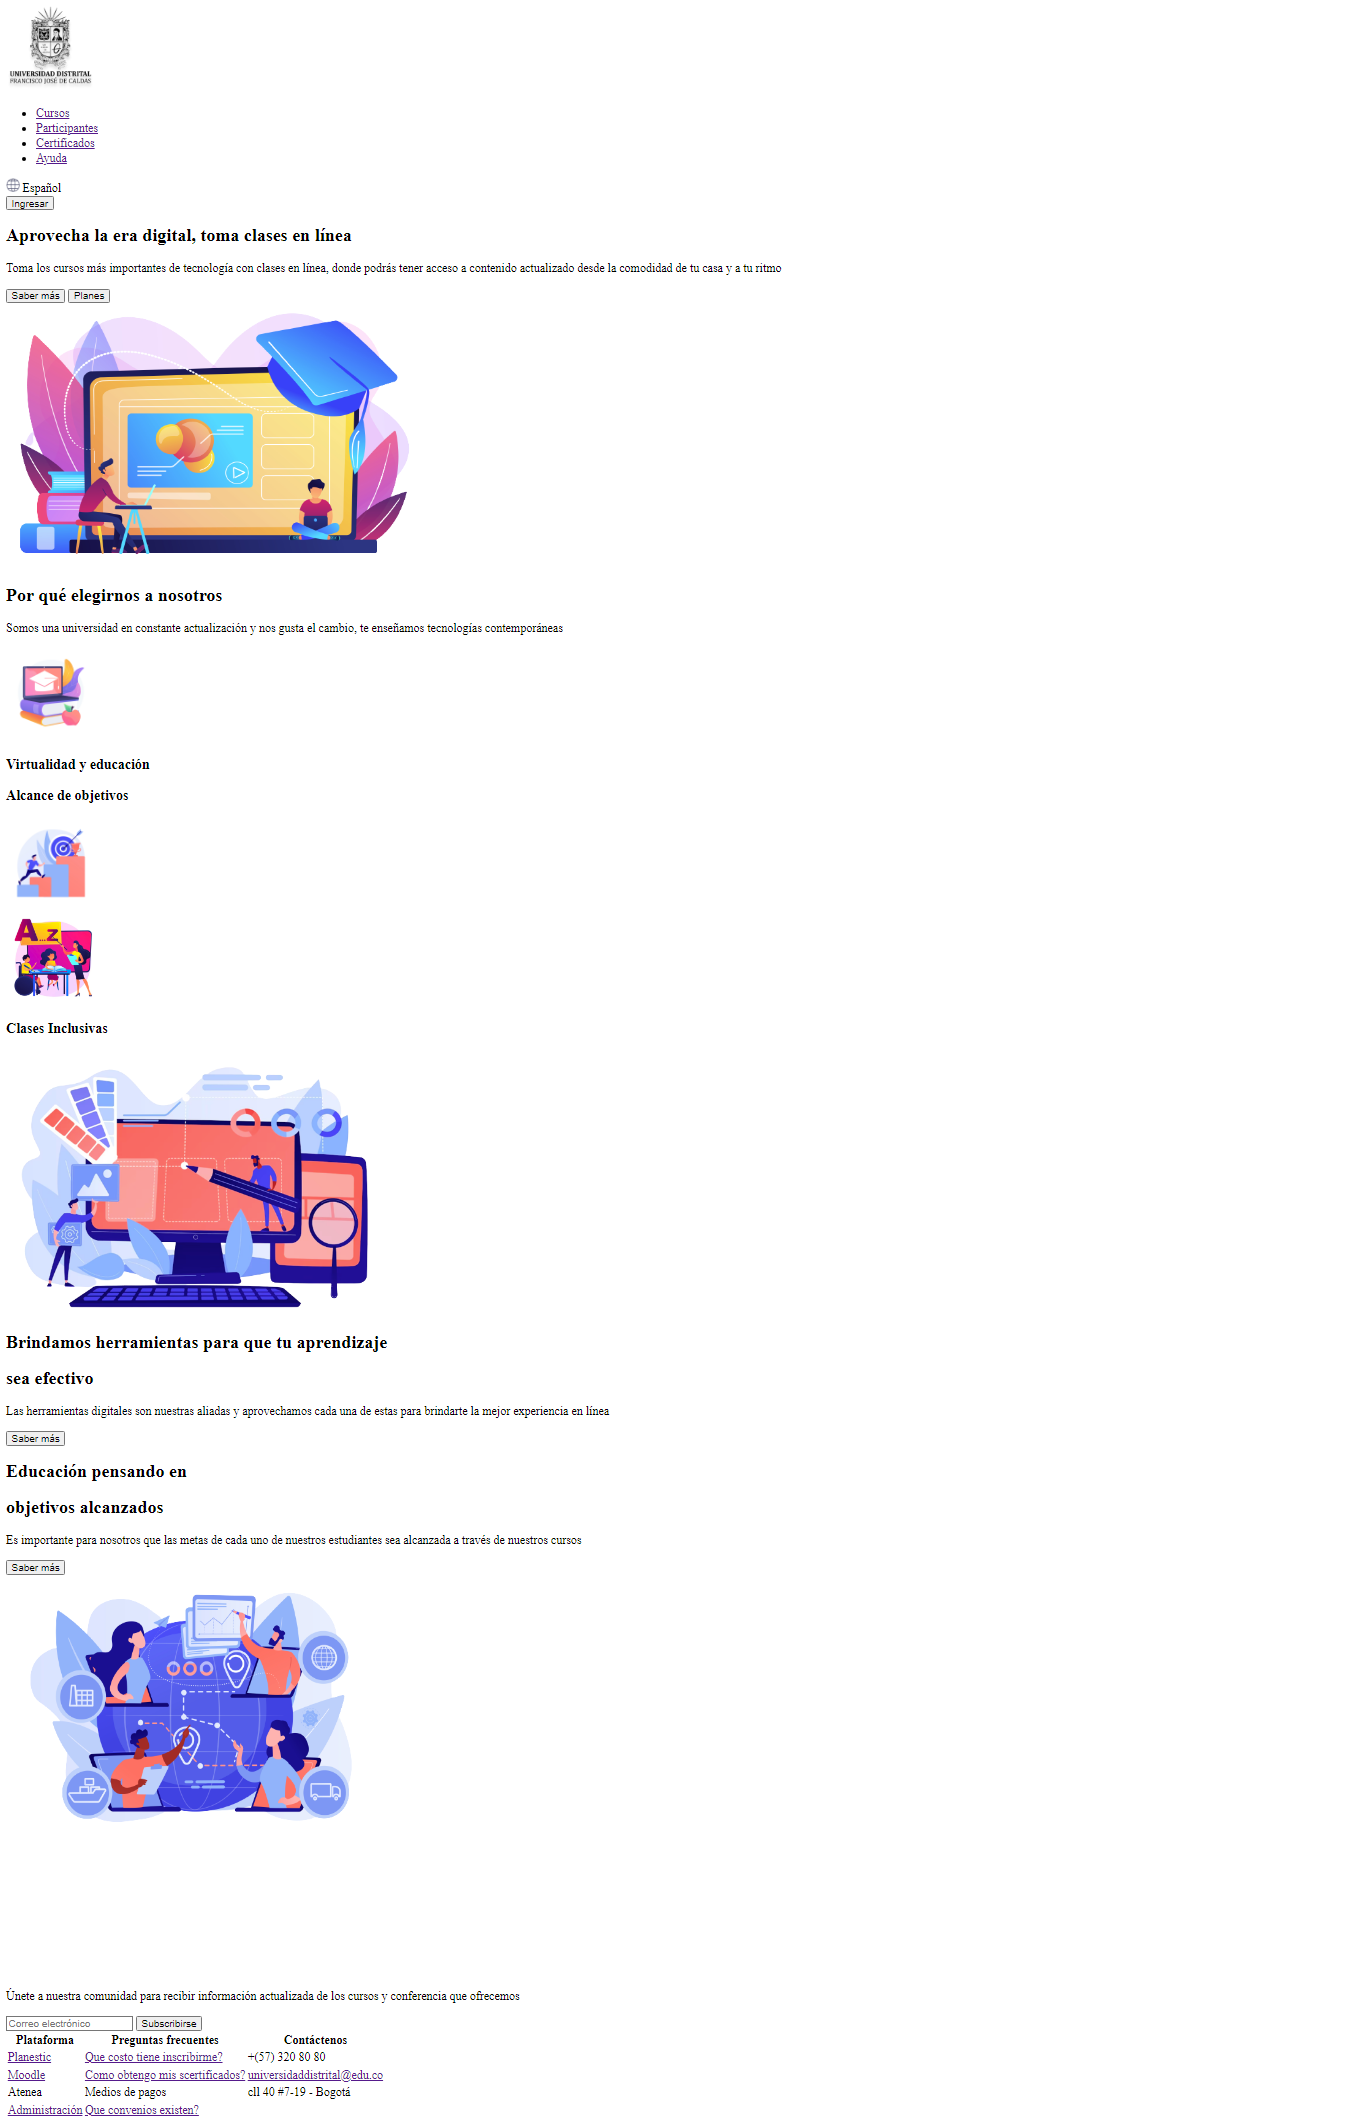 UNIVERSIDAD DISTRITAL
FRANCISCO JOSÉ DE CALDAS
Cursos
Participantes
Certificados
Ayuda
Español
Ingresar
Aprovecha la era digital, toma clases en línea
Toma los cursos más importantes de tecnología con clases en línea, donde podrás tener acceso a contenido actualizado desde la comodidad de tu casa y a tu ritmo
Saber más Planes
Por qué elegirnos a nosotros
Somos una universidad en constante actualización y nos gusta el cambio, te enseñamos tecnologías contemporáneas
Virtualidad y educación
Alcance de objetivos
A...Z
Clases Inclusivas
Brindamos herramientas para que tu aprendizaje
sea efectivo
Las herramientas digitales son nuestras aliadas y aprovechamos cada una de estas para brindarte la mejor experiencia en línea
Saber más
Educación pensando en
objetivos alcanzados
Es importante para nosotros que las metas de cada uno de nuestros estudiantes sea alcanzada a través de nuestros cursos
Saber más
Únete a nuestra comunidad para recibir información actualizada de los cursos y conferencia que ofrecemos
Correo electrónico Subscribirse
Plataforma Preguntas frecuentes Contáctenos
Planestic Que costo tiene inscribirme? +(57) 320 80 80
Moodle Como obtengo mis scertificados? universidaddistrital@edu.co
Atenea Medios de pagos cll 40 #7-19 - Bogotá
Administración Que convenios existen?